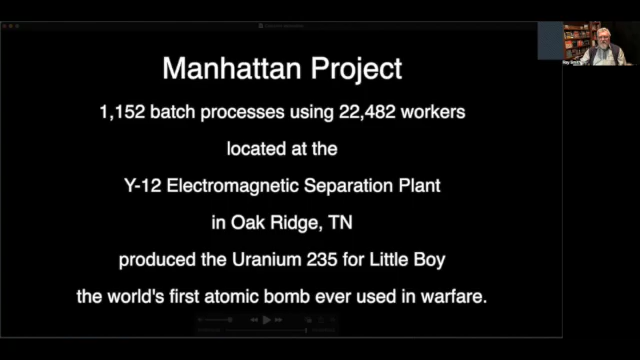 Manhattan Project
1,152 batch processes using 22,482 workers
located at the
Y-12 Electromagnetic Separation Plant
in Oak Ridge, TN
produced the Uranium 235 for Little Boy
the world's first atomic bomb ever used in warfare.